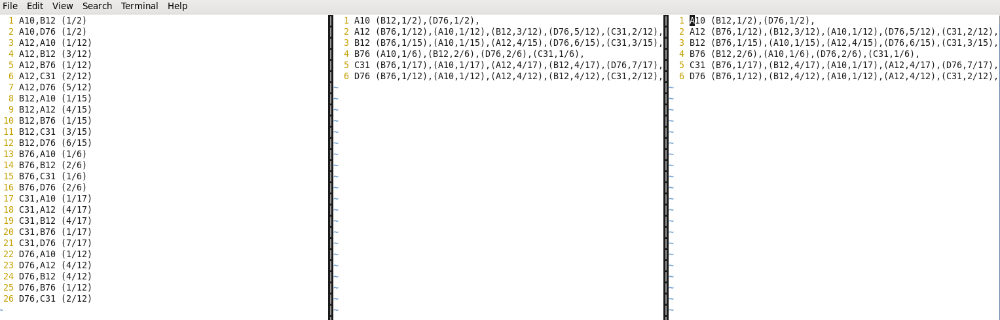 File Edit View Search Terminal Help
1 A10,B12 (1/2)
2 A10,D76 (1/2)
3 A12,A10 (1/12)
4 A12,B12 (3/12)
5 A12,B76 (1/12)
6 A12,C31 (2/12)
7 A12,D76 (5/12)
8 B12,A10 (1/15)
9 B12,A12 (4/15)
10 B12,B76 (1/15)
11 B12,C31 (3/15)
12 B12,D76 (6/15)
13 B76,A10 (1/6)
14 B76,B12 (2/6)
15 B76,C31 (1/6)
16 B76,D76 (2/6)
17 C31,A10 (1/17)
18 C31,A12 (4/17)
19 C31,B12 (4/17)
20 C31,B76 (1/17)
21 C31,D76 (7/17)
22 D76,A10 (1/12)
23 D76,A12 (4/12)
24 D76,B12 (4/12)
25 D76,B76 (1/12)
26 D76,C31 (2/12)
1 A10 (B12,1/2),(D76,1/2),
2 A12 (B76,1/12),(A10,1/12),(B12,3/12),(D76,5/12),(C31,2/12),
3 B12 (B76,1/15),(A10,1/15),(A12,4/15),(D76,6/15),(C31,3/15),
4 B76 (A10,1/6),(B12,2/6),(D76,2/6),(C31,1/6),
5 C31 (B76,1/17),(A10,1/17),(A12,4/17),(B12,4/17),(D76,7/17),
6 D76 (B76,1/12),(A10,1/12),(A12,4/12),(B12,4/12),(C31,2/12),
1 A10 (B12,1/2),(D76,1/2),
2 A12 (B76,1/12),(B12,3/12),(A10,1/12),(D76,5/12),(C31,2/12),
3 B12 (B76,1/15),(A10,1/15),(A12,4/15),(D76,6/15),(C31,3/15),
4 B76 (B12,2/6),(A10,1/6),(D76,2/6),(C31,1/6),
5 C31 (B76,1/17),(B12,4/17),(A10,1/17),(A12,4/17),(D76,7/17),
6 D76 (B76,1/12),(B12,4/12),(A10,1/12),(A12,4/12),(C31,2/12),